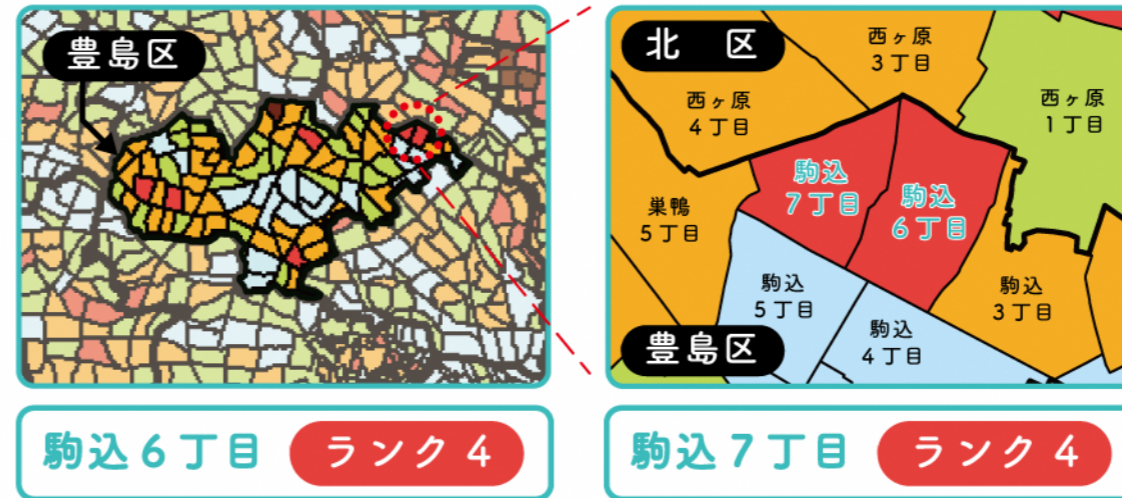 豊島区
北 区
西ヶ原
3丁目
西ヶ原
4丁目
西ヶ原
1丁目
駒込
7丁目
駒込
6丁目
巣鴨
5丁目
駒込
5丁目
駒込
3丁目
駒込
4丁目
豊島区
駒込6丁目 ランク4
駒込7丁目 ランク4